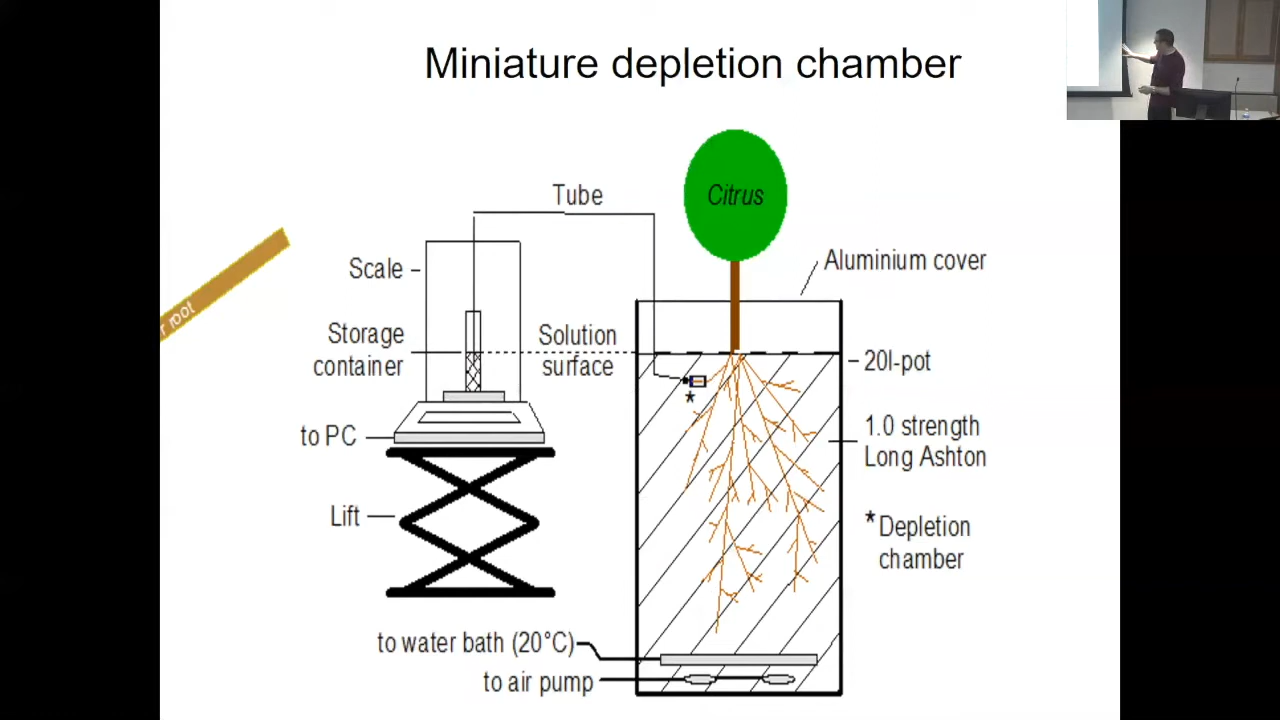 Miniature depletion chamber
Citrus
Tube
Aluminium cover
Scale
Storage
container
Solution
surface
20l-pot
root
1.0 strength
Long Ashton
to PC
Lift
*Depletion
chamber
*
to water bath (20°C)
to air pump